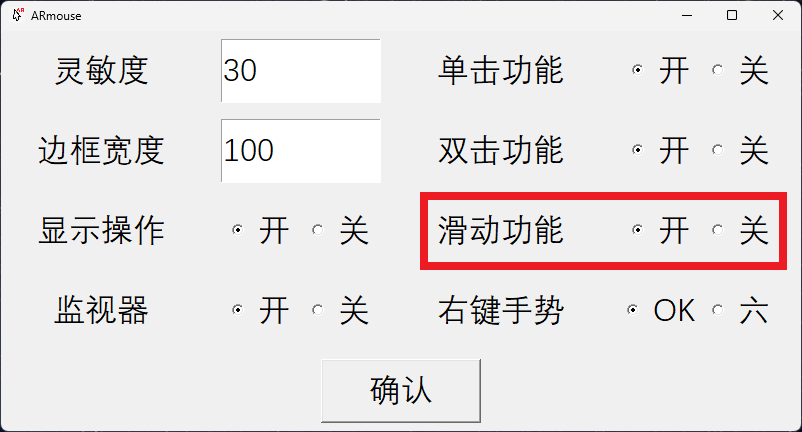 ARmouse
灵敏度 30 单击功能 开 关
边框宽度 100 双击功能 开 关
显示操作 开 关 滑动功能 开 关
监视器 开 关 右键手势 OK 六
确认